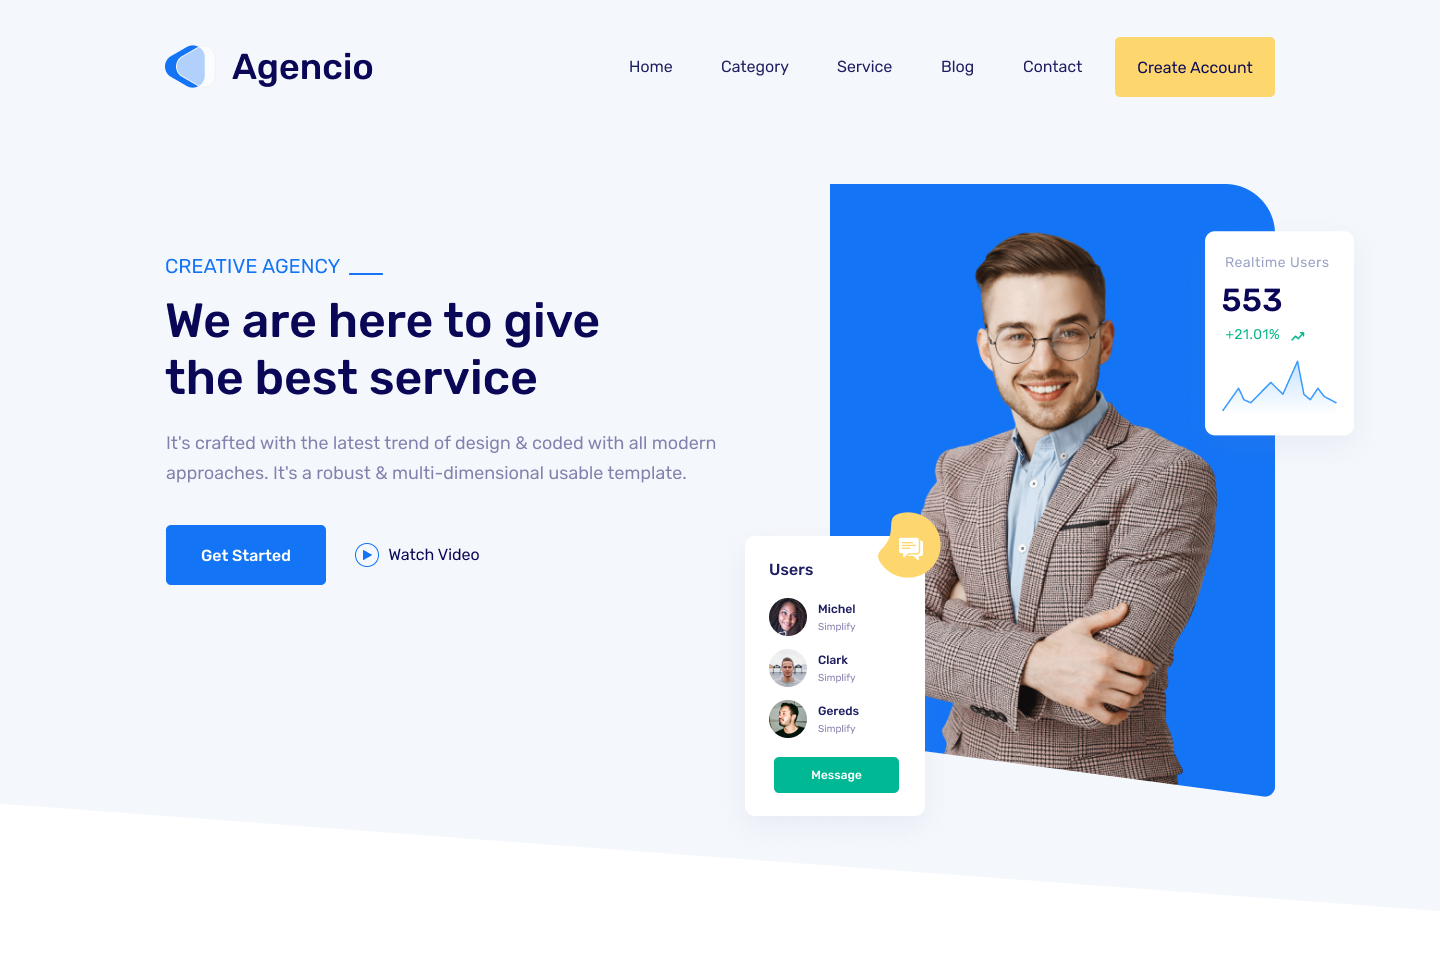 Agencio
Home
Category
Service
Blog
Contact
Create Account
CREATIVE AGENCY
We are here to give
the best service
It's crafted with the latest trend of design & coded with all modern
approaches. It's a robust & multi-dimensional usable template.
Get Started
Watch Video
Realtime Users
553
+21.01%
Users
Michel
Simplify
Clark
Simplify
Gereds
Simplify
Message